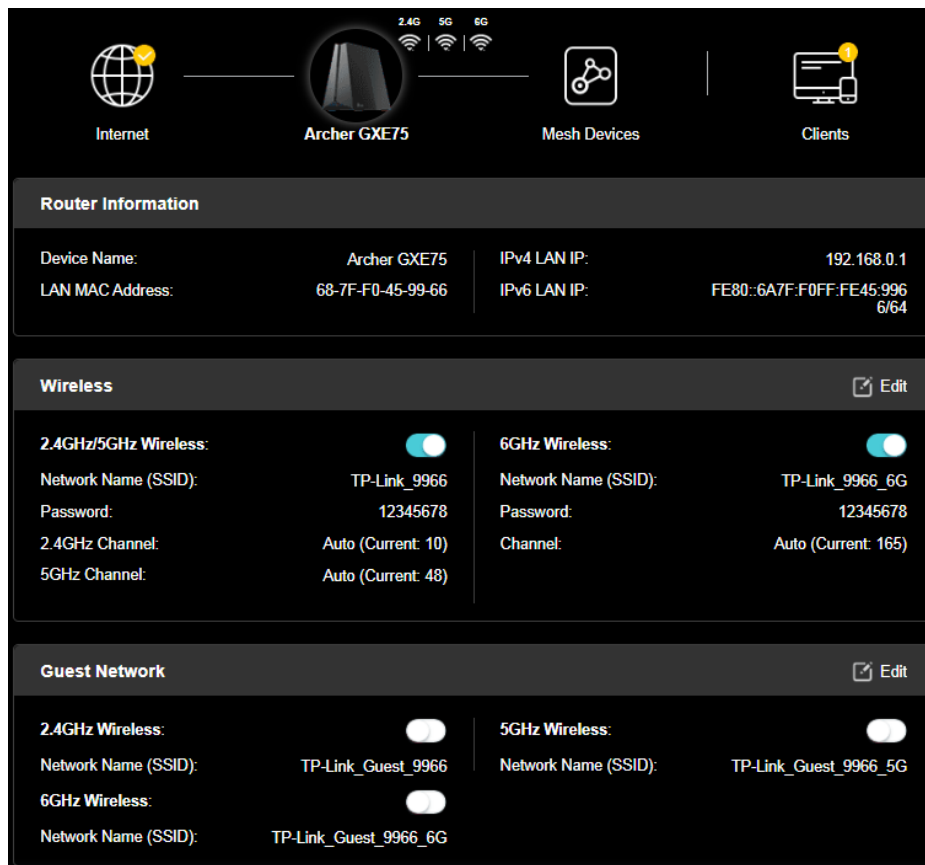 2.4G 5G 6G
1
Internet Archer GXE75 Mesh Devices Clients
Router Information
Device Name: Archer GXE75
LAN MAC Address: 68-7F-F0-45-99-66
IPv4 LAN IP: 192.168.0.1
IPv6 LAN IP: FE80::6A7F:F0FF:FE45:996
6/64
Wireless Edit
2.4GHz/5GHz Wireless:
Network Name (SSID): TP-Link_9966
Password: 12345678
2.4GHz Channel: Auto (Current: 10)
5GHz Channel: Auto (Current: 48)
6GHz Wireless:
Network Name (SSID): TP-Link_9966_6G
Password: 12345678
Channel: Auto (Current: 165)
Guest Network Edit
2.4GHz Wireless:
Network Name (SSID): TP-Link_Guest_9966
6GHz Wireless:
Network Name (SSID): TP-Link_Guest_9966_6G
5GHz Wireless:
Network Name (SSID): TP-Link_Guest_9966_5G